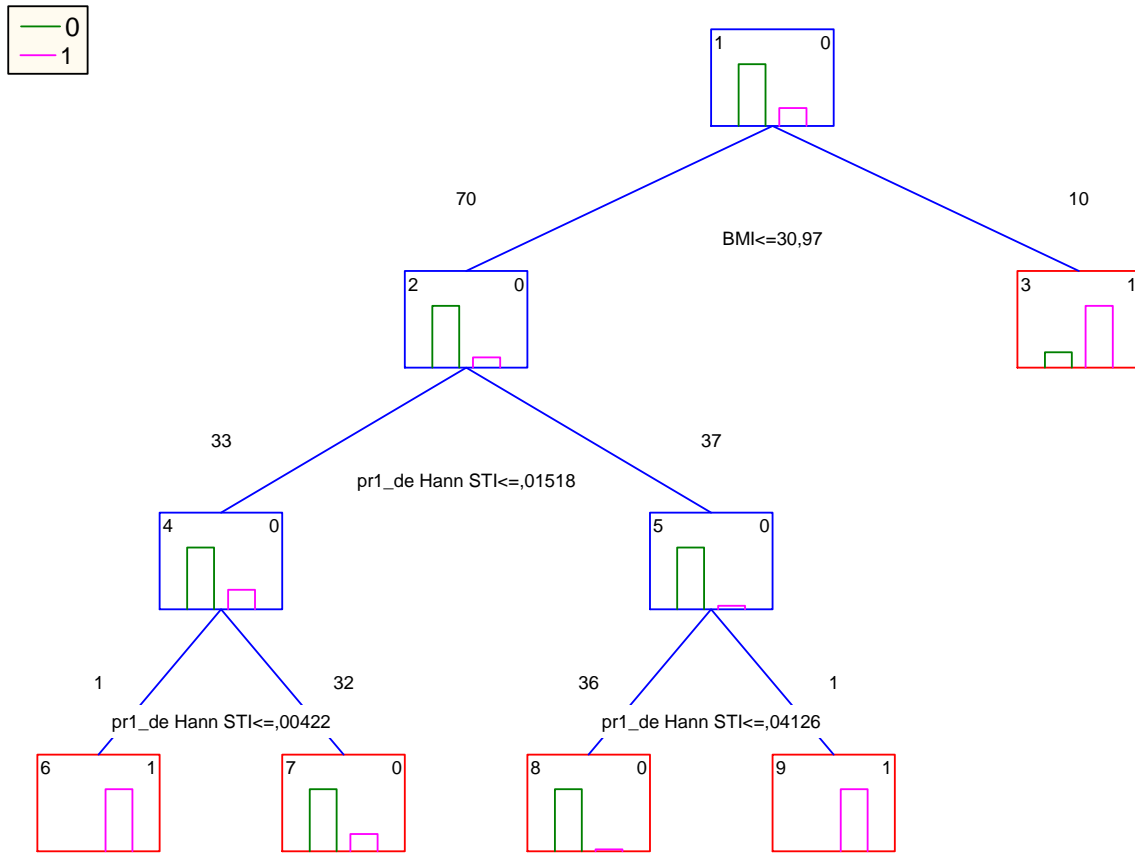 0
1
1 0
70 10
BMI<=30,97
2 0
3 1
33 37
pr1_de Hann STI<=,01518
4 0
5 0
1 32 36 1
pr1_de Hann STI<=,00422
pr1_de Hann STI<=,04126
6 1
7 0
8 0
9 1